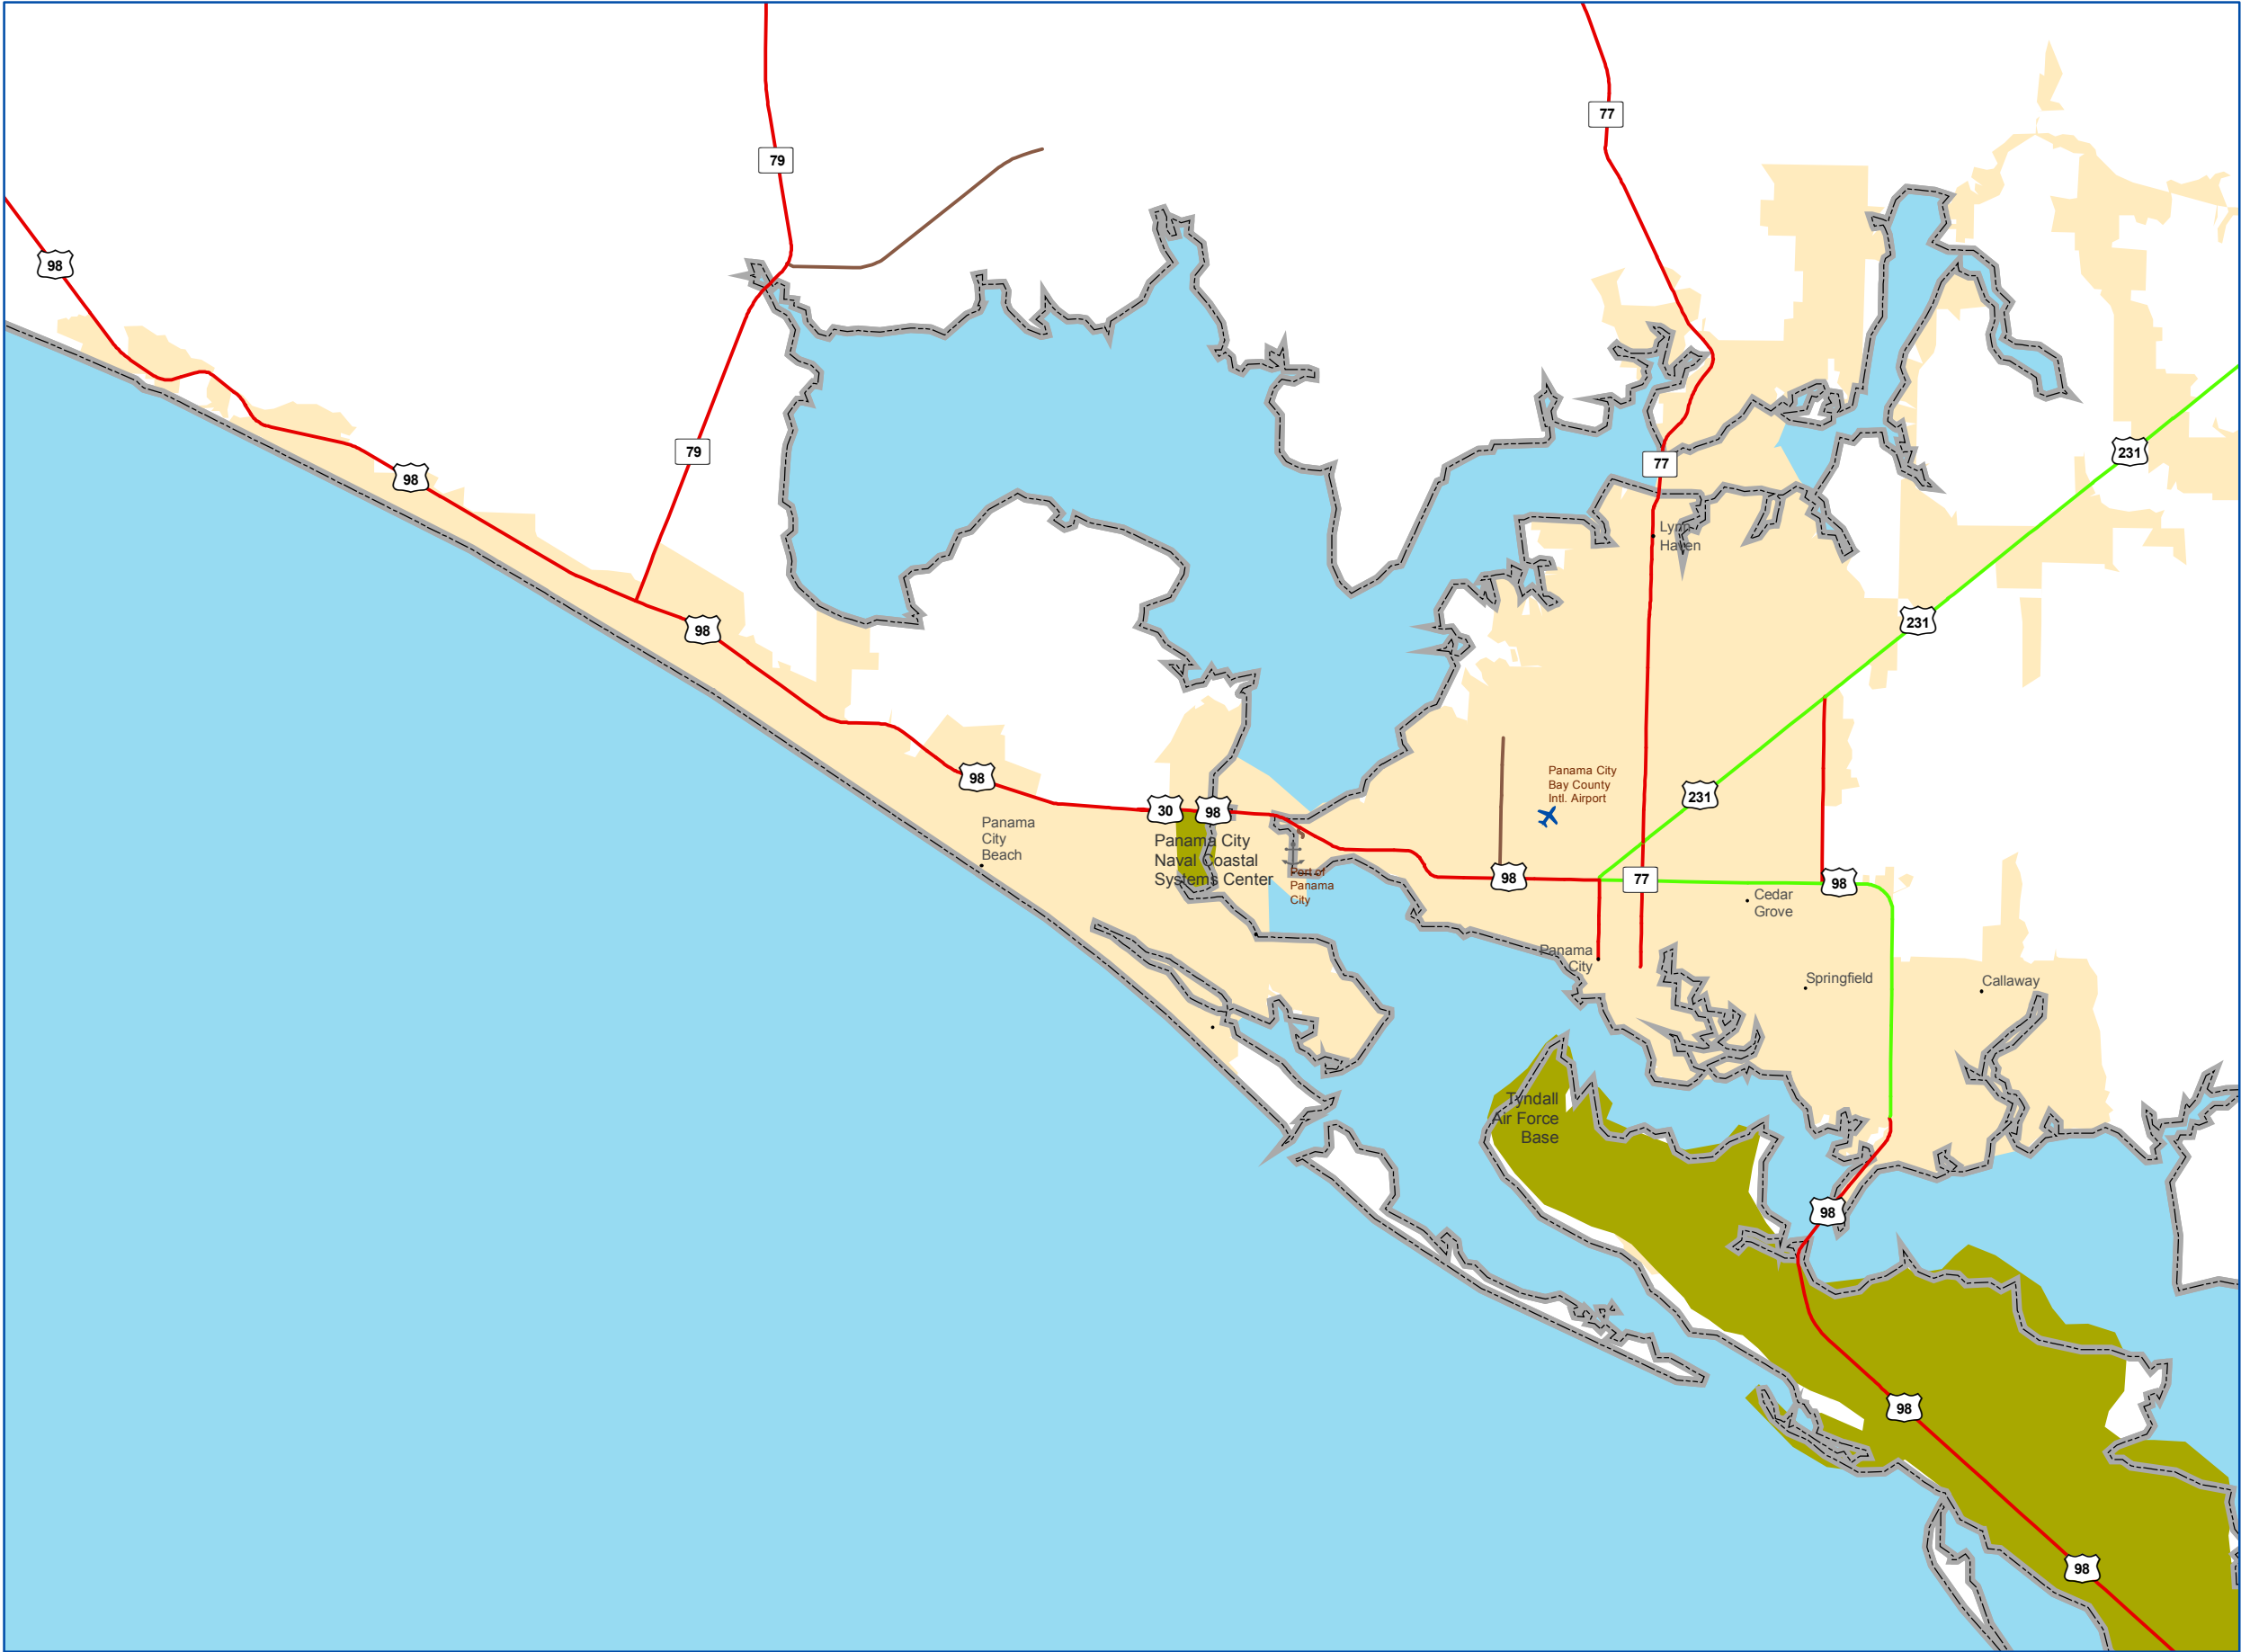 77
79
98
77
98
79
231
98
Lynn
Haven
231
98
98
Panama City
Bay County
Intl. Airport
231
30
98
Panama
City
Beach
Panama City
Naval Coastal
Systems Center
Port of
Panama
City
98
77
98
Cedar
Grove
Panama
City
Springfield
Callaway
Tyndall
Air Force
Base
98
98
98